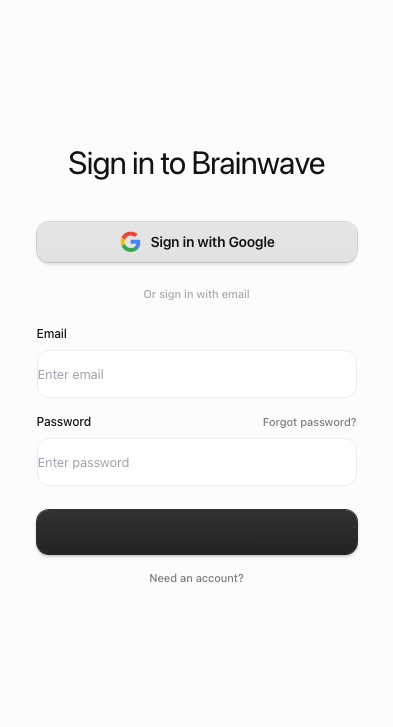 Sign in to Brainwave
Sign in with Google
Or sign in with email
Email
Enter email
Password Forgot password?
Enter password
Need an account?